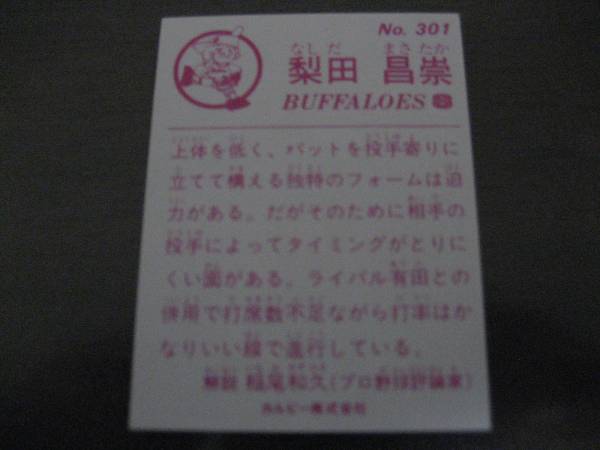 No. 301
なし だ まさ たか
梨田 昌崇
BUFFALOES 8
上体を低く、バットを投手寄りに
立てて構える独特のフォームは迫
力がある。だがそのために相手の
投手によってタイミングがとりに
くい面がある。ライバル有田との
併用で打席数不足ながら打率はか
なりいい線で進行している。
解説 稲尾和久(プロ野球評論家)
カルビー株式会社